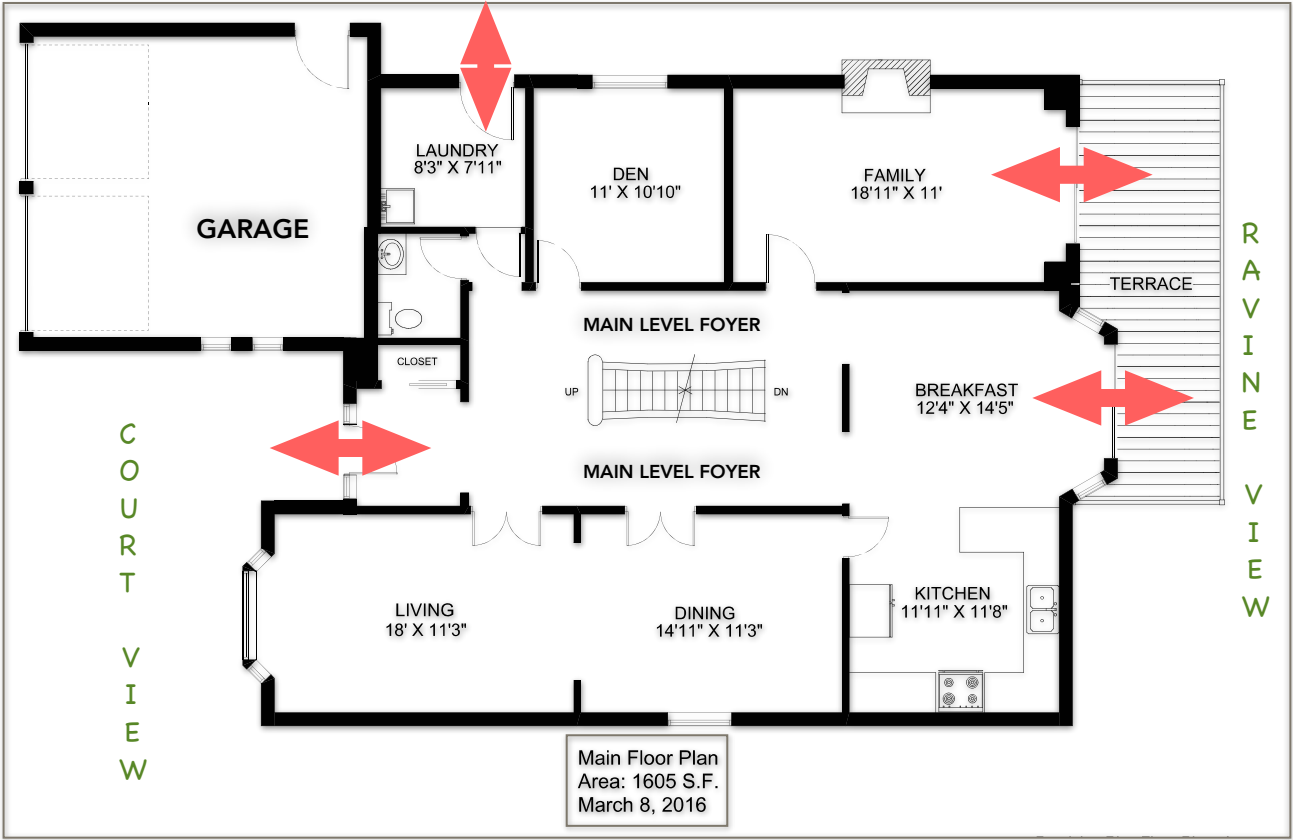 LAUNDRY
8'3" X 7'11"
DEN
11' X 10'10"
FAMILY
18'11" X 11'
GARAGE
TERRACE
MAIN LEVEL FOYER
CLOSET
UP
DN
BREAKFAST
12'4" X 14'5"
MAIN LEVEL FOYER
COURT VIEW
RAVINE VIEW
LIVING
18' X 11'3"
DINING
14'11" X 11'3"
KITCHEN
11'11" X 11'8"
Main Floor Plan
Area: 1605 S.F.
March 8, 2016